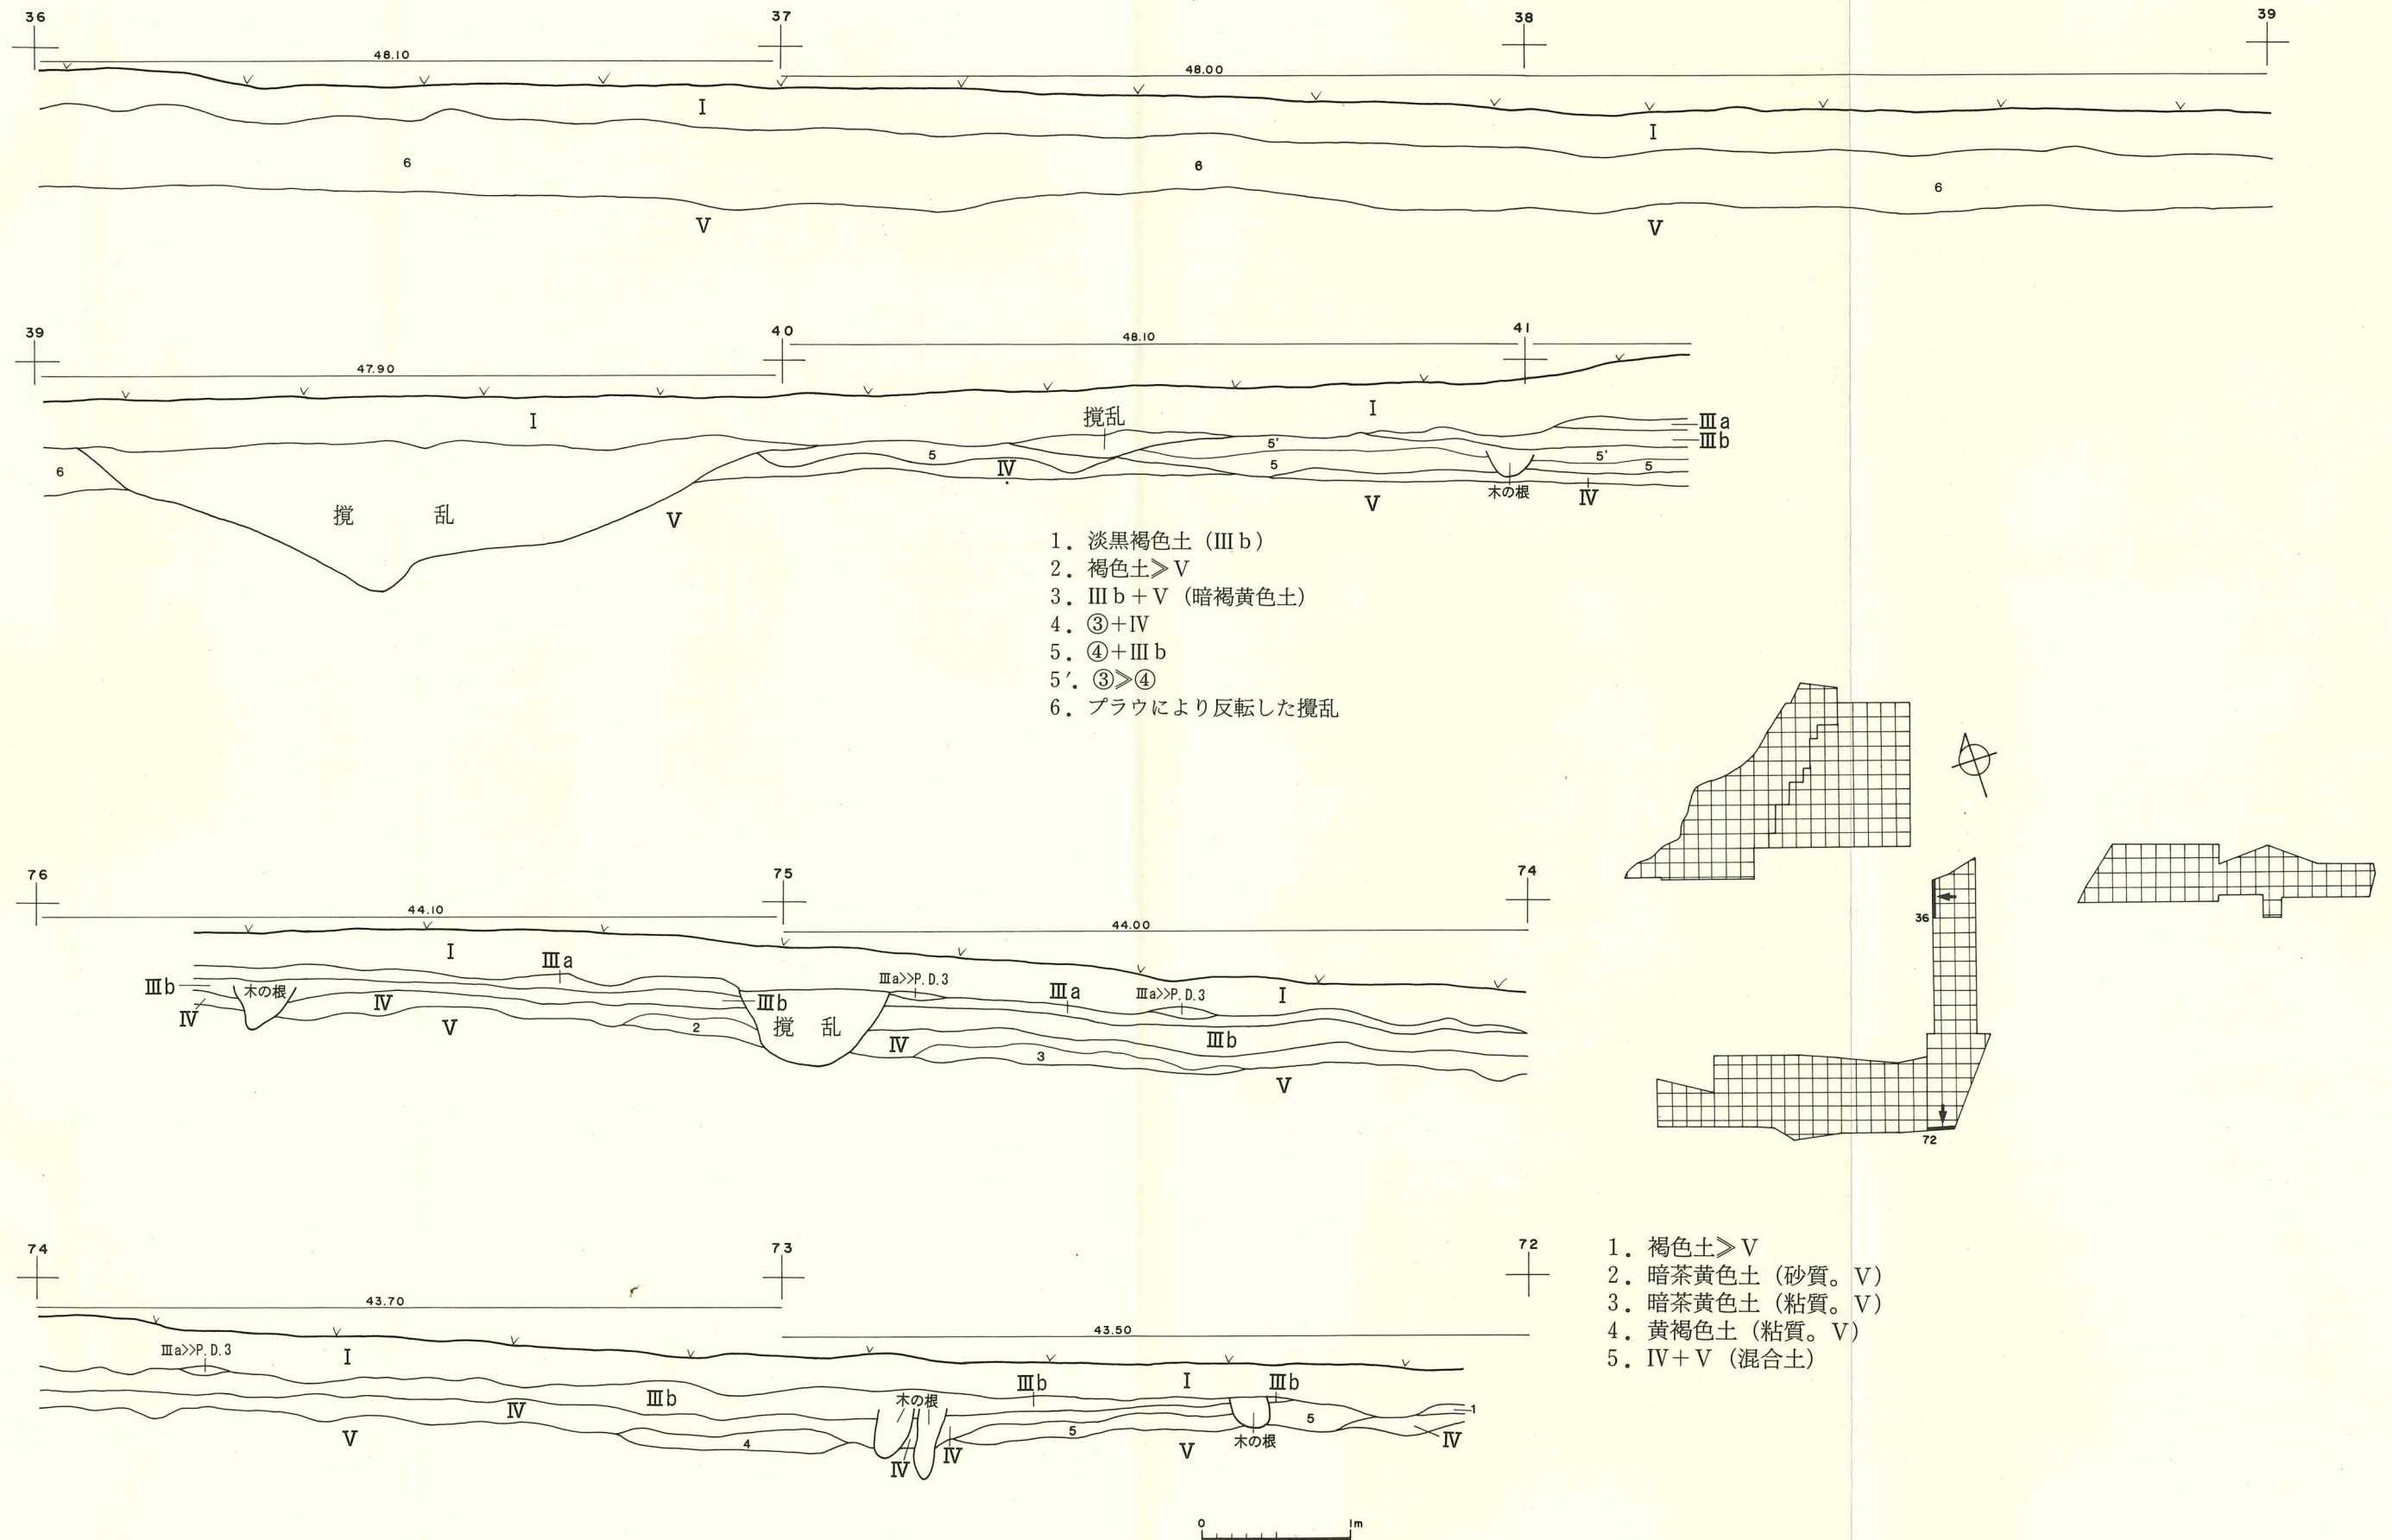 36 37 38 39
48.10 48.00
I I
6 6 6
V V
39 40 41
47.90 48.10
I 攪乱 I
Ⅲa
Ⅲb
6 5 Ⅳ 5' 5 5' 5
攪 乱 V V 木の根 Ⅳ
1. 淡黒褐色土(Ⅲb)
2. 褐色土≫V
3. Ⅲb+V(暗褐黄色土)
4. ③+Ⅳ
5. ④+Ⅲb
5′. ③≫④
6. プラウにより反転した攪乱
36
72
76 75 74
44.10 44.00
I Ⅲa Ⅲa>>P.D.3 Ⅲa Ⅲa>>P.D.3 I
Ⅲb 木の根 Ⅳ Ⅲb Ⅲb
Ⅳ V 2 攪 乱 Ⅳ 3 V
74 73 72
43.70 43.50
Ⅲa>>P.D.3 I Ⅲb Ⅲb I Ⅲb
Ⅳ 木の根 5 5 1
V 4 Ⅳ Ⅳ V 木の根 Ⅳ
1. 褐色土≫V
2. 暗茶黄色土(砂質。V)
3. 暗茶黄色土(粘質。V)
4. 黄褐色土(粘質。V)
5. Ⅳ+V(混合土)
0 1m